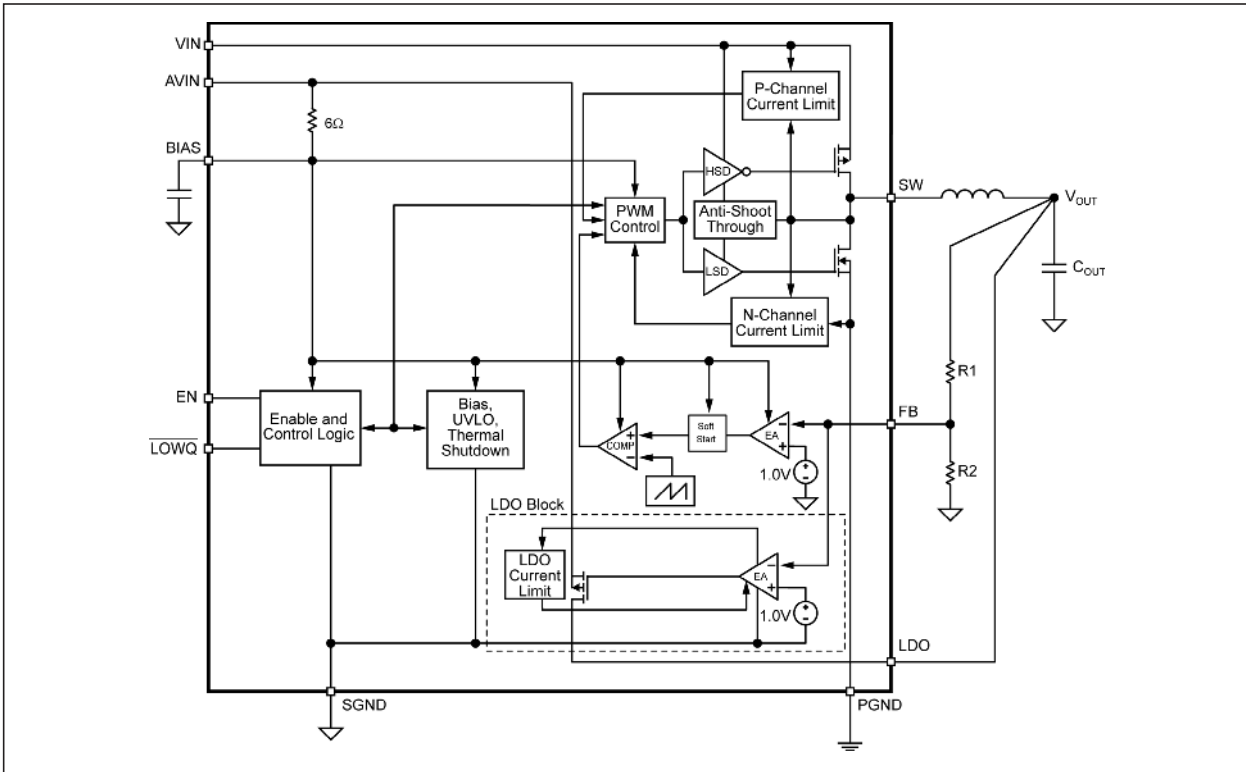 VIN
AVIN
6Ω
BIAS
P-Channel
Current Limit
HSD
SW
V_OUT
PWM
Control
Anti-Shoot
Through
LSD
C_OUT
N-Channel
Current Limit
R1
EN
Enable and
Control Logic
LOWQ
Bias,
UVLO,
Thermal
Shutdown
COMP
+
−
Soft
Start
EA
−
+
FB
1.0V
+
−
R2
LDO Block
LDO
Current
Limit
EA
−
+
1.0V
+
−
LDO
SGND
PGND